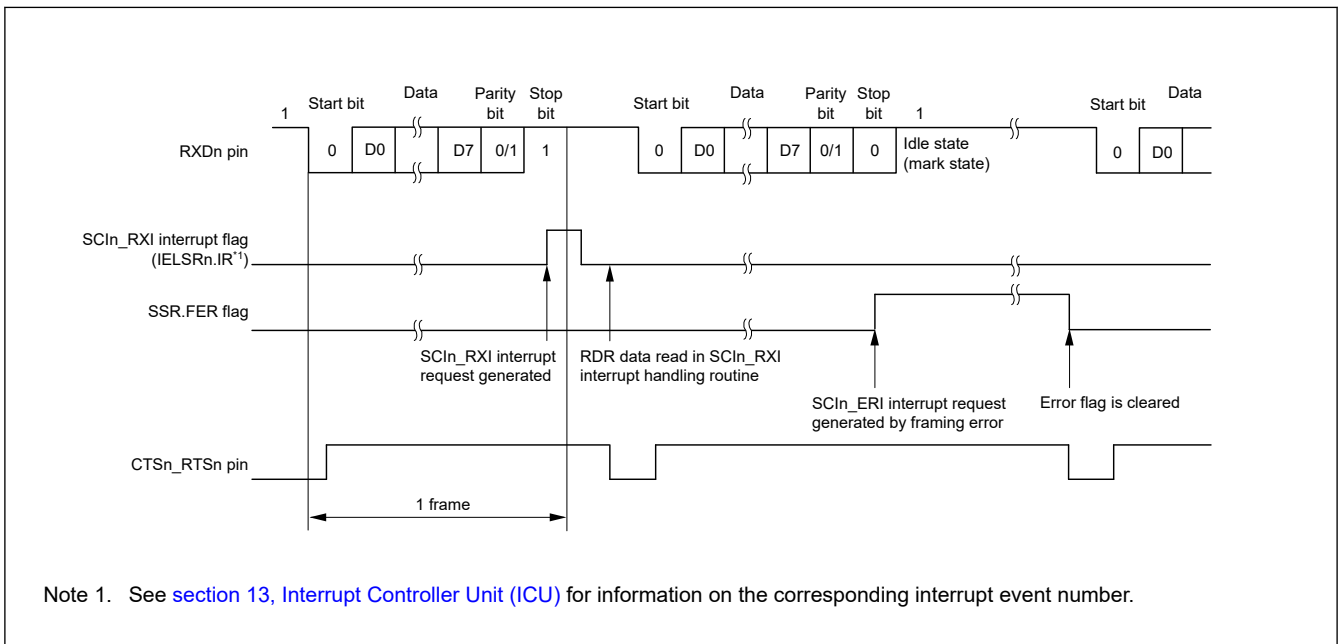 Start bit
Data
Parity bit
Stop bit
Start bit
Data
Parity bit
Stop bit
1
Start bit
Data
1
RXDn pin
0
D0
D7
0/1
1
0
D0
D7
0/1
0
Idle state
(mark state)
0
D0
SCIn_RXI interrupt flag
(IELSRn.IR*1)
SSR.FER flag
SCIn_RXI interrupt
request generated
RDR data read in SCIn_RXI
interrupt handling routine
SCIn_ERI interrupt request
generated by framing error
Error flag is cleared
CTSn_RTSn pin
1 frame
Note 1. See section 13, Interrupt Controller Unit (ICU) for information on the corresponding interrupt event number.